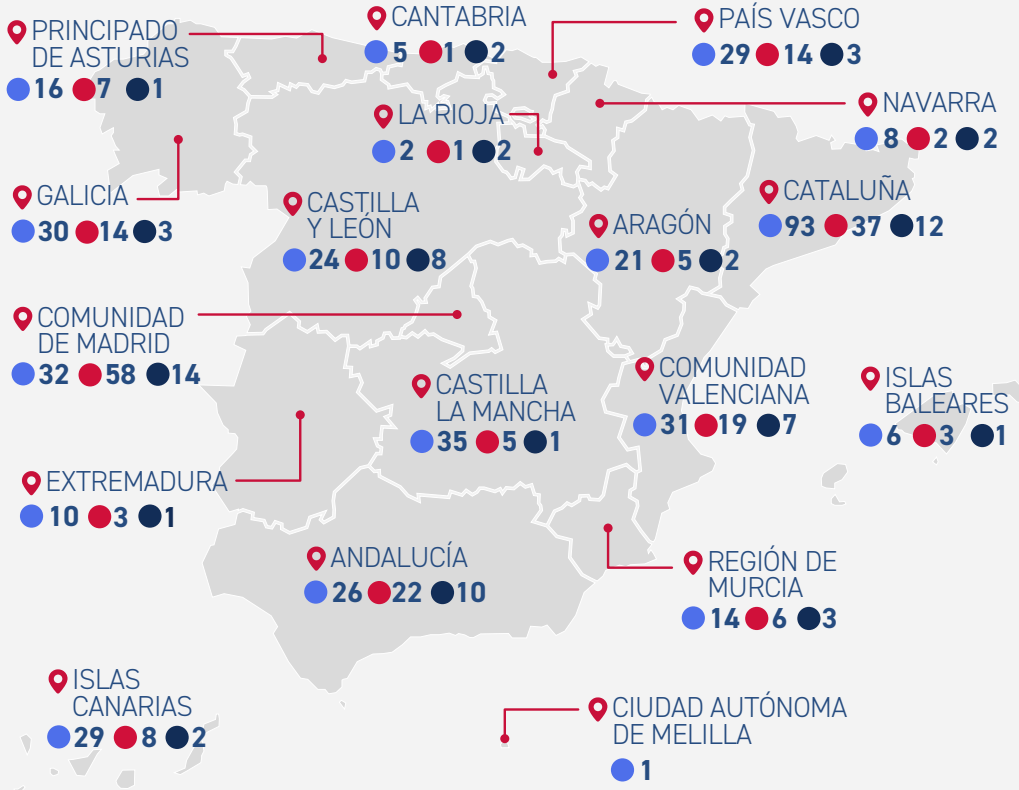 PRINCIPADO
DE ASTURIAS
16 7 1
CANTABRIA
5 1 2
PAÍS VASCO
29 14 3
LA RIOJA
2 1 2
NAVARRA
8 2 2
GALICIA
30 14 3
CASTILLA
Y LEÓN
24 10 8
ARAGÓN
21 5 2
CATALUÑA
93 37 12
COMUNIDAD
DE MADRID
32 58 14
CASTILLA
LA MANCHA
35 5 1
COMUNIDAD
VALENCIANA
31 19 7
ISLAS
BALEARES
6 3 1
EXTREMADURA
10 3 1
ANDALUCÍA
26 22 10
REGIÓN DE
MURCIA
14 6 3
ISLAS
CANARIAS
29 8 2
CIUDAD AUTÓNOMA
DE MELILLA
1